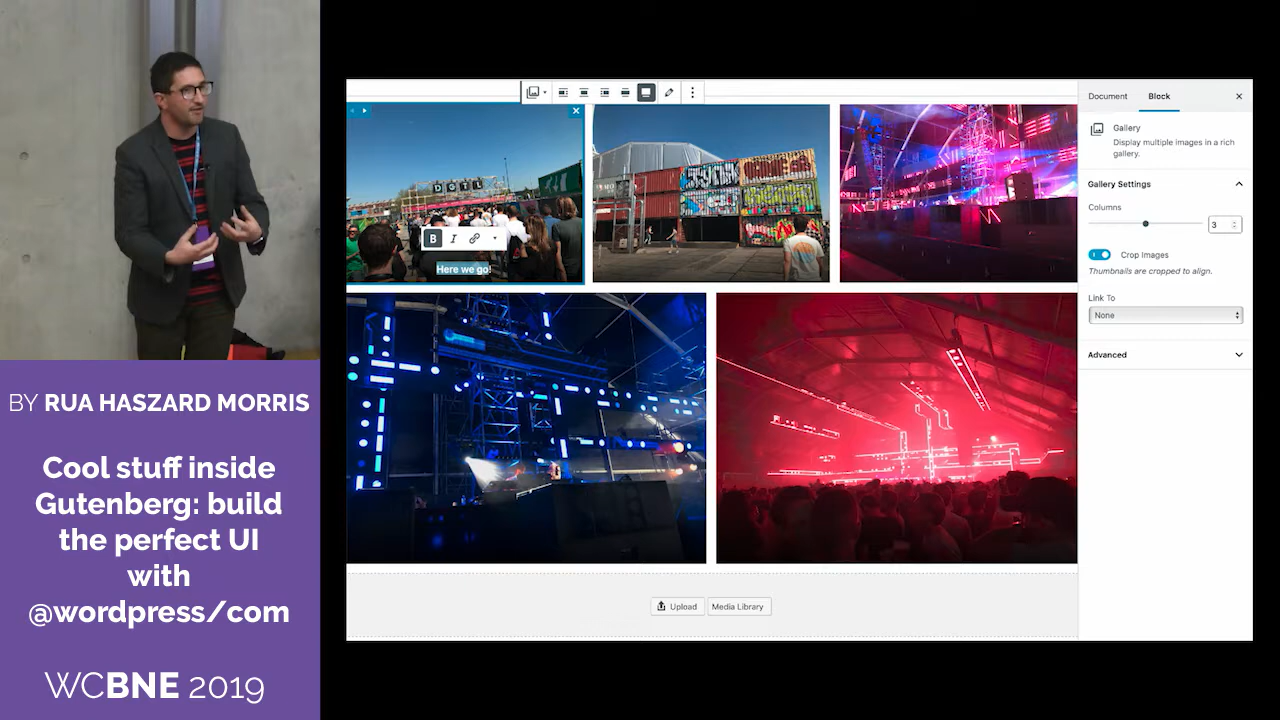 BY RUA HASZARD MORRIS
Cool stuff inside
Gutenberg: build
the perfect UI
with
@wordpress/com
WCBNE 2019
DGTL
B I
Here we go!
Upload
Media Library
Document
Block
Gallery
Display multiple images in a rich
gallery.
Gallery Settings
Columns
3
Crop Images
Thumbnails are cropped to align.
Link To
None
Advanced